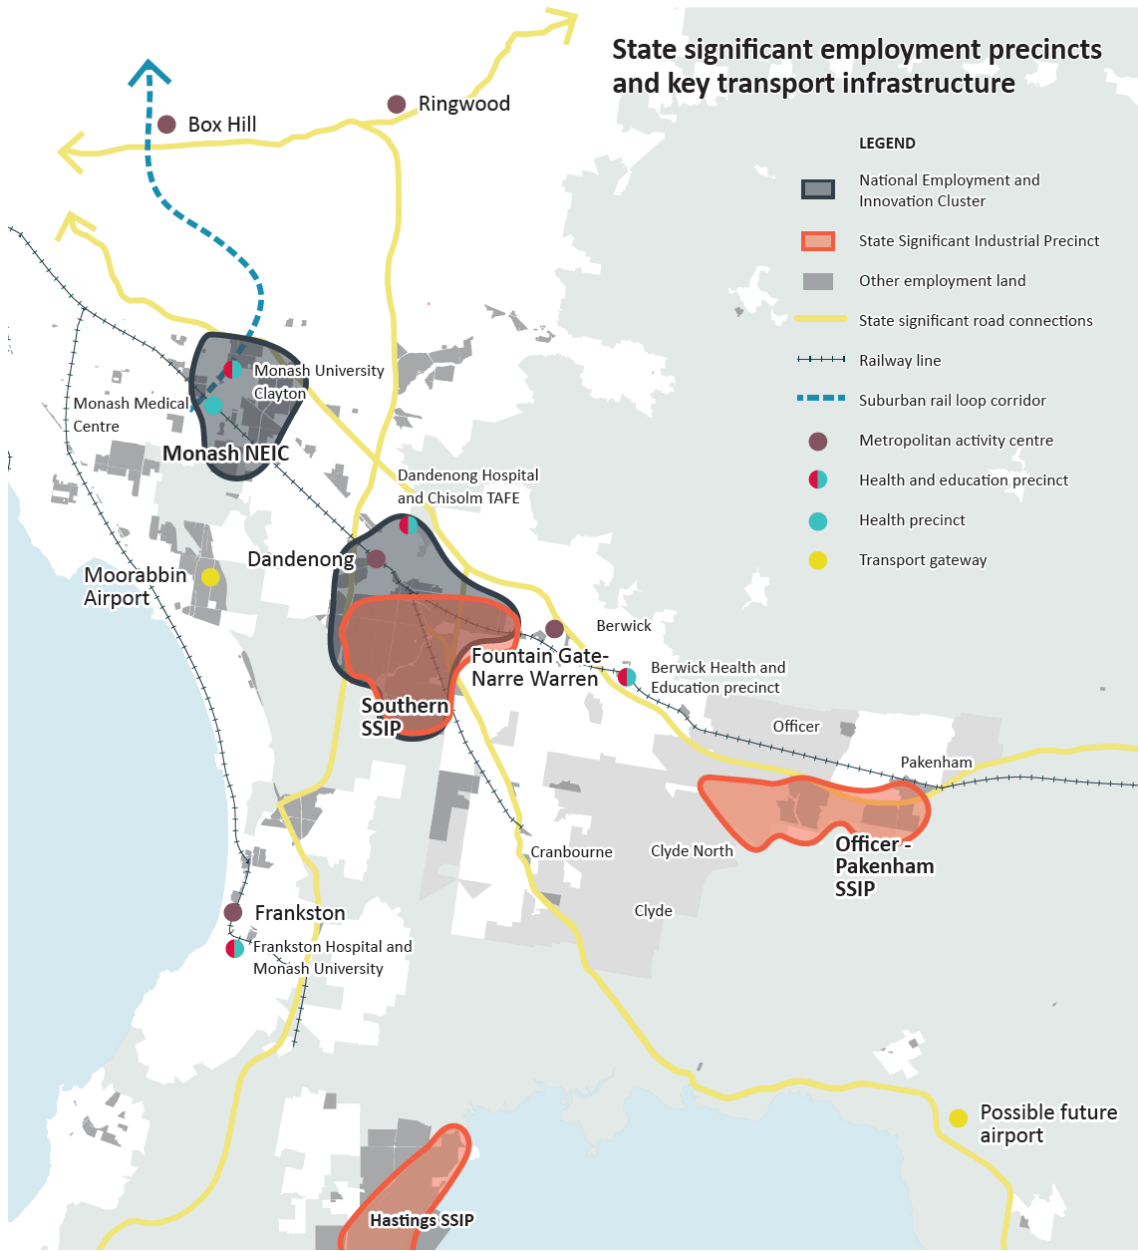 State significant employment precincts
and key transport infrastructure
Ringwood
Box Hill
LEGEND
National Employment and
Innovation Cluster
State Significant Industrial Precinct
Other employment land
State significant road connections
Railway line
Suburban rail loop corridor
Metropolitan activity centre
Health and education precinct
Health precinct
Transport gateway
Monash University
Clayton
Monash Medical
Centre
Monash NEIC
Dandenong Hospital
and Chisolm TAFE
Dandenong
Moorabbin
Airport
Berwick
Fountain Gate-
Narre Warren
Berwick Health and
Education precinct
Southern
SSIP
Officer
Pakenham
Cranbourne
Clyde North
Officer -
Pakenham
SSIP
Clyde
Frankston
Frankston Hospital and
Monash University
Possible future
airport
Hastings SSIP